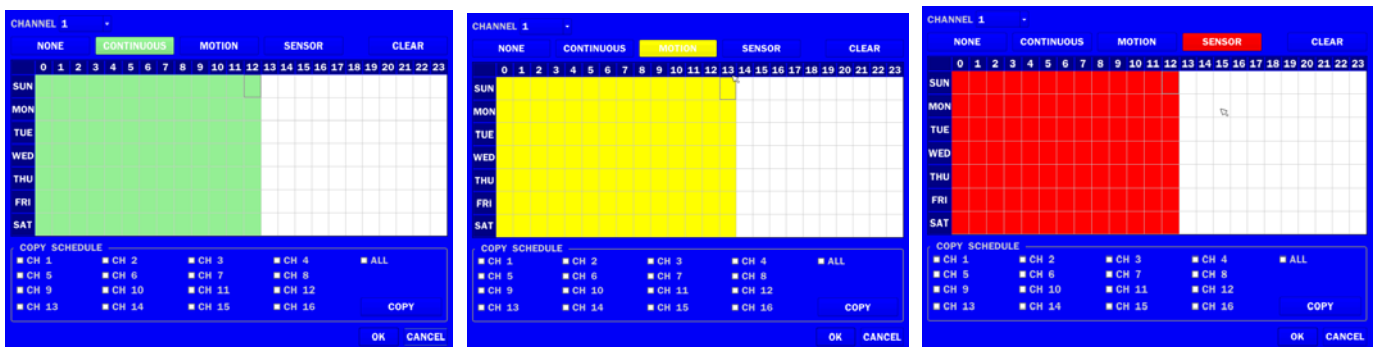 CHANNEL 1
NONE CONTINUOUS MOTION SENSOR CLEAR
0 1 2 3 4 5 6 7 8 9 10 11 12 13 14 15 16 17 18 19 20 21 22 23
SUN
MON
TUE
WED
THU
FRI
SAT
COPY SCHEDULE
CH 1 CH 2 CH 3 CH 4 ALL
CH 5 CH 6 CH 7 CH 8
CH 9 CH 10 CH 11 CH 12
CH 13 CH 14 CH 15 CH 16 COPY
OK CANCEL
CHANNEL 1
NONE CONTINUOUS MOTION SENSOR CLEAR
0 1 2 3 4 5 6 7 8 9 10 11 12 13 14 15 16 17 18 19 20 21 22 23
SUN
MON
TUE
WED
THU
FRI
SAT
COPY SCHEDULE
CH 1 CH 2 CH 3 CH 4 ALL
CH 5 CH 6 CH 7 CH 8
CH 9 CH 10 CH 11 CH 12
CH 13 CH 14 CH 15 CH 16 COPY
OK CANCEL
CHANNEL 1
NONE CONTINUOUS MOTION SENSOR CLEAR
0 1 2 3 4 5 6 7 8 9 10 11 12 13 14 15 16 17 18 19 20 21 22 23
SUN
MON
TUE
WED
THU
FRI
SAT
COPY SCHEDULE
CH 1 CH 2 CH 3 CH 4 ALL
CH 5 CH 6 CH 7 CH 8
CH 9 CH 10 CH 11 CH 12
CH 13 CH 14 CH 15 CH 16 COPY
OK CANCEL